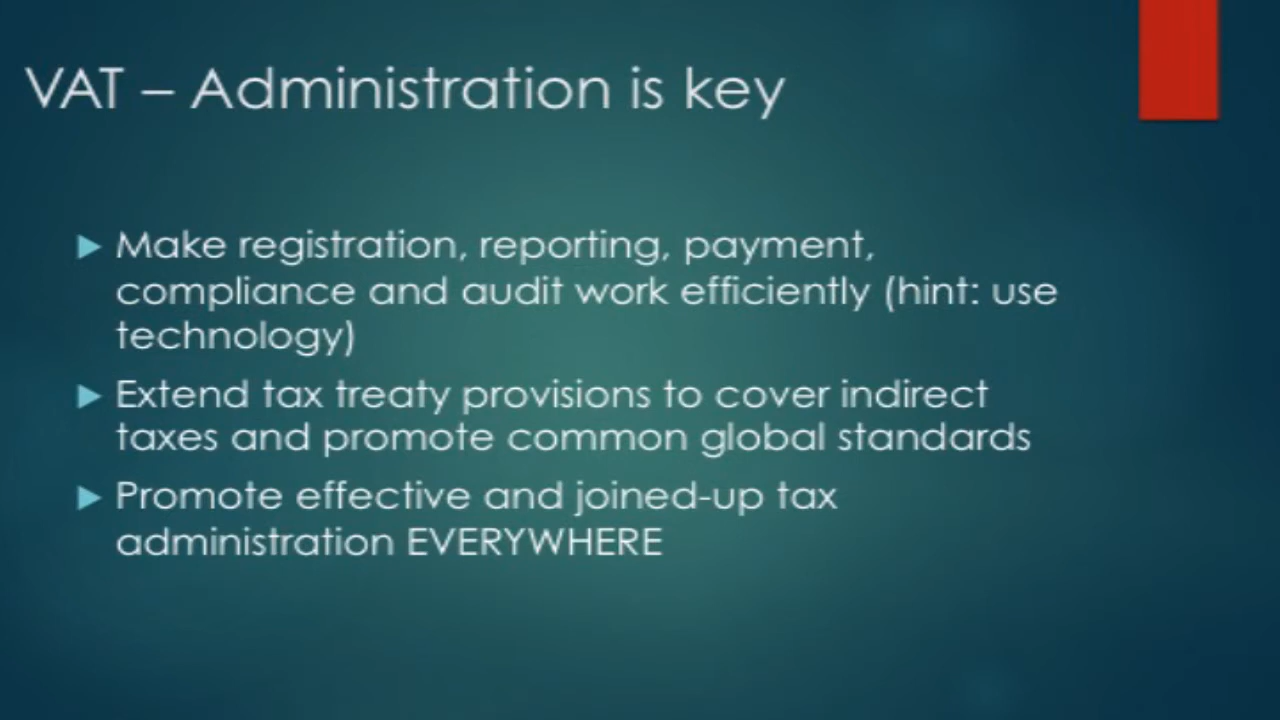 VAT – Administration is key
Make registration, reporting, payment,
compliance and audit work efficiently (hint: use
technology)
Extend tax treaty provisions to cover indirect
taxes and promote common global standards
Promote effective and joined-up tax
administration EVERYWHERE